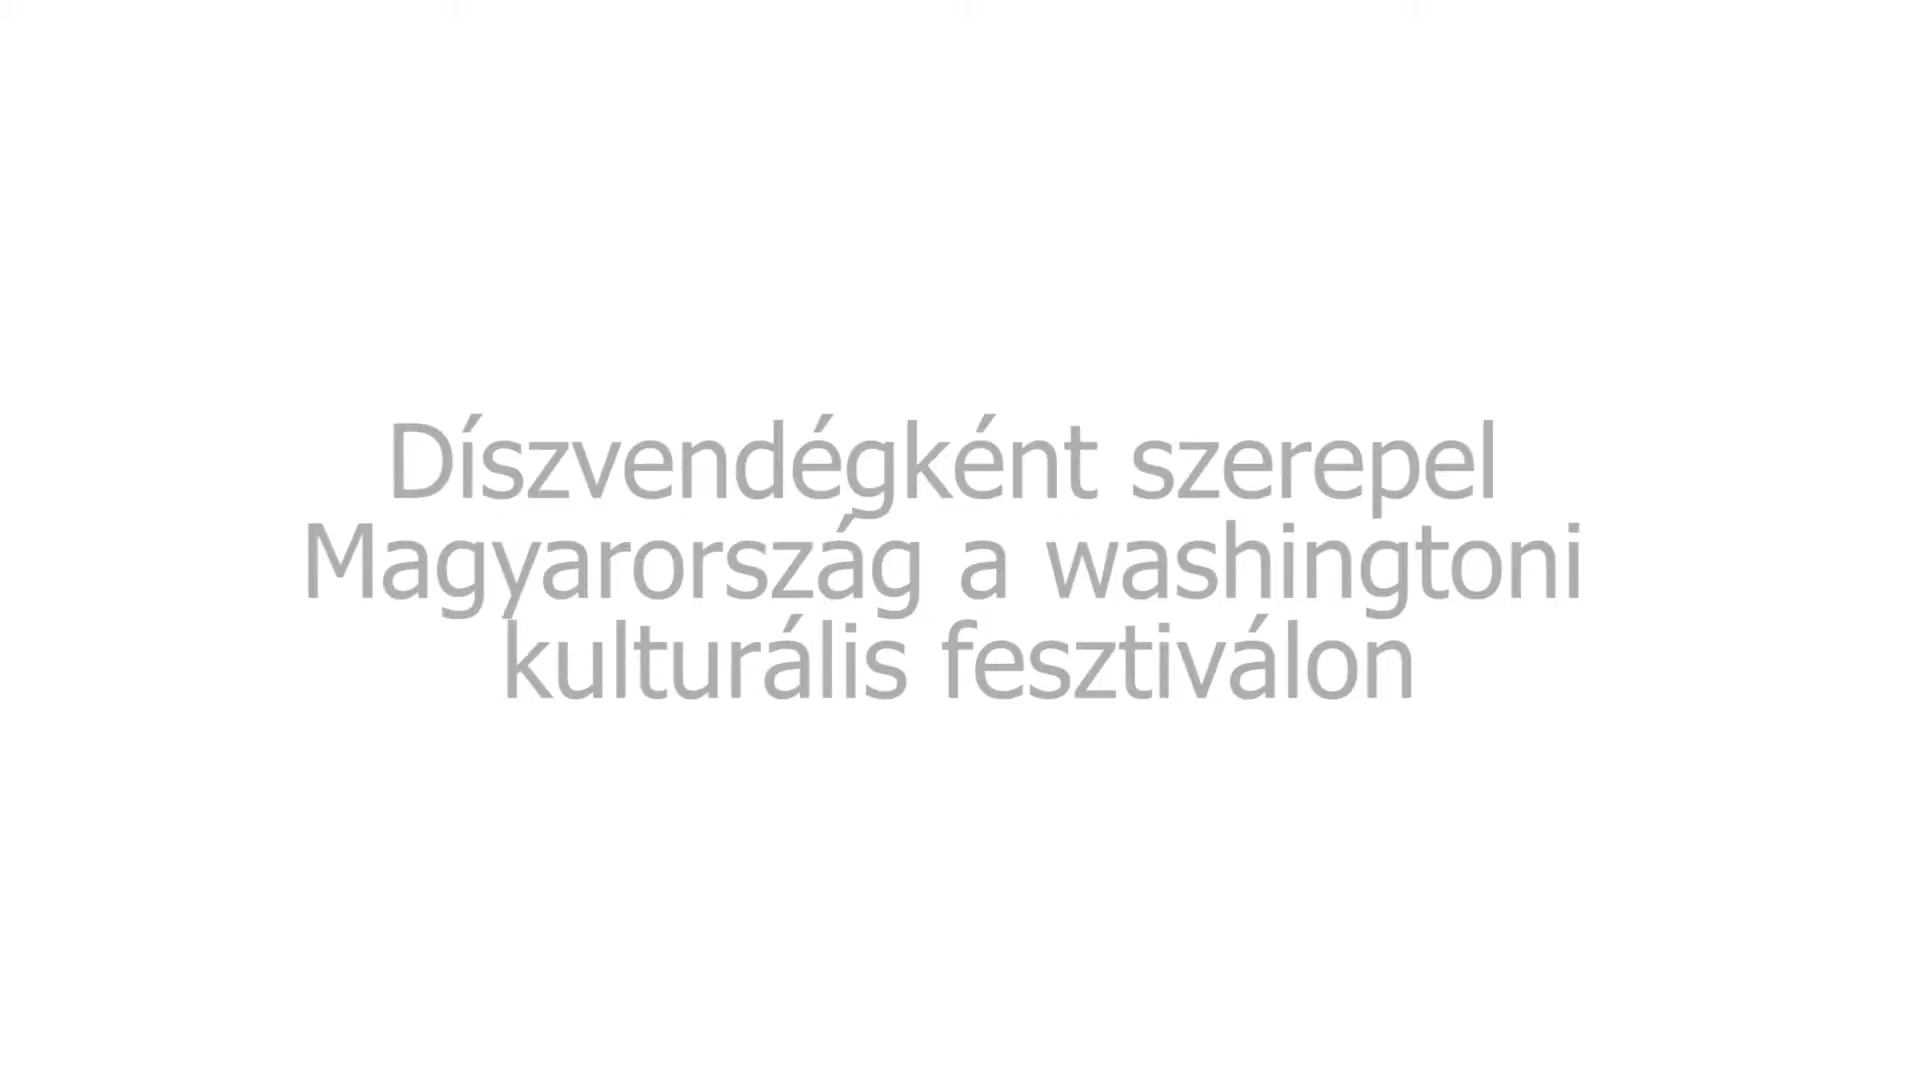 Díszvendégként szerepel
Magyarország a washingtoni
kulturális fesztiválon